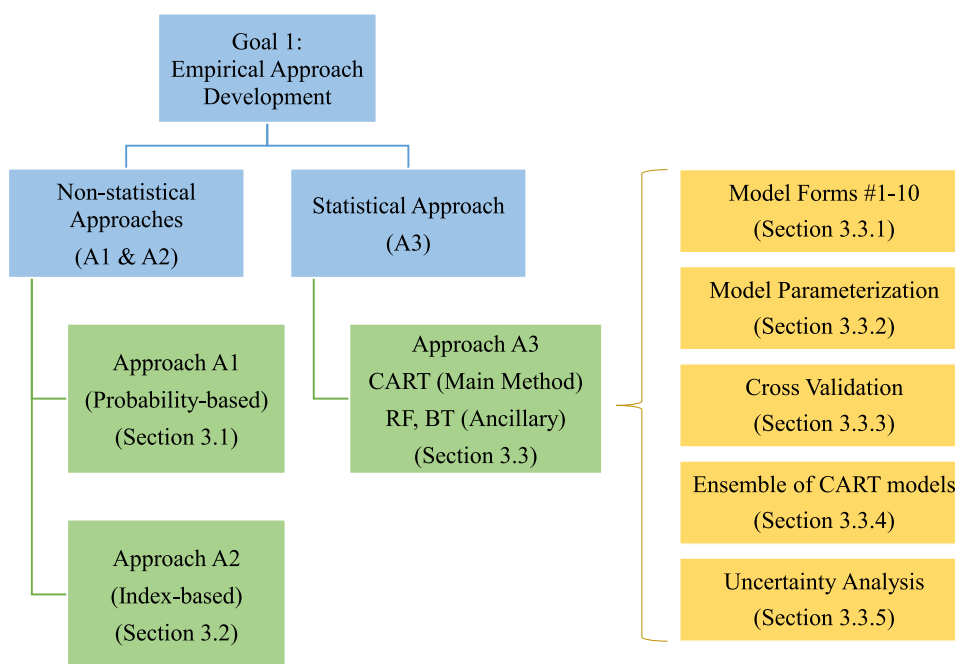 Goal 1:
Empirical Approach
Development
Non-statistical
Approaches
(A1 & A2)
Statistical Approach
(A3)
Approach A1
(Probability-based)
(Section 3.1)
Approach A2
(Index-based)
(Section 3.2)
Approach A3
CART (Main Method)
RF, BT (Ancillary)
(Section 3.3)
Model Forms #1-10
(Section 3.3.1)
Model Parameterization
(Section 3.3.2)
Cross Validation
(Section 3.3.3)
Ensemble of CART models
(Section 3.3.4)
Uncertainty Analysis
(Section 3.3.5)